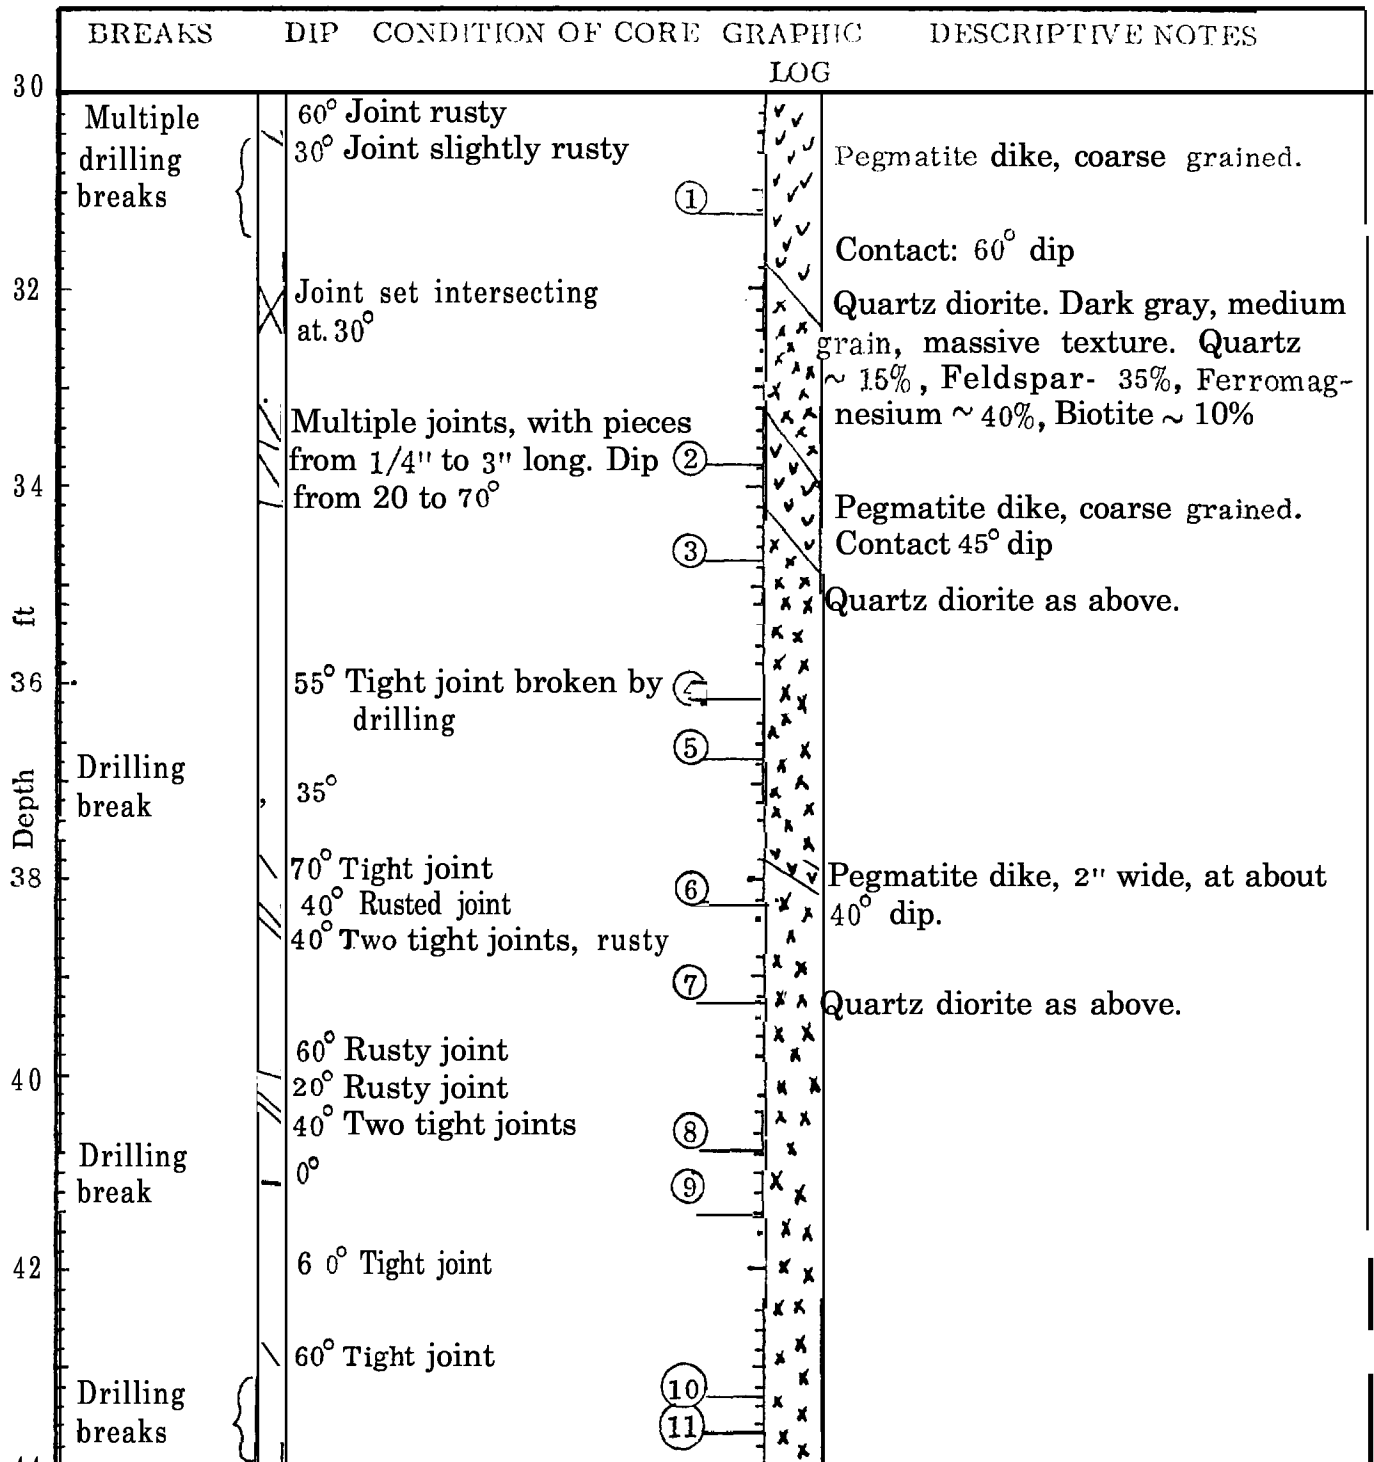 BREAKS DIP CONDITION OF CORE GRAPHIC LOG DESCRIPTIVE NOTES
30
Multiple
drilling
breaks
60° Joint rusty
30° Joint slightly rusty
1
Pegmatite dike, coarse grained.
Contact: 60° dip
32
Joint set intersecting
at. 30°
Quartz diorite. Dark gray, medium
grain, massive texture. Quartz
~ 15%, Feldspar- 35%, Ferromag-
nesium ~ 40%, Biotite ~ 10%
Multiple joints, with pieces
from 1/4" to 3" long. Dip
from 20 to 70°
2
34
Pegmatite dike, coarse grained.
Contact 45° dip
3
Quartz diorite as above.
Depth ft
36
55° Tight joint broken by
drilling
4
5
Drilling
break
35°
38
70° Tight joint
40° Rusted joint
40° Two tight joints, rusty
6
Pegmatite dike, 2" wide, at about
40° dip.
7
Quartz diorite as above.
60° Rusty joint
40
20° Rusty joint
40° Two tight joints
8
Drilling
break
0°
9
42
6 0° Tight joint
60° Tight joint
Drilling
breaks
10
11